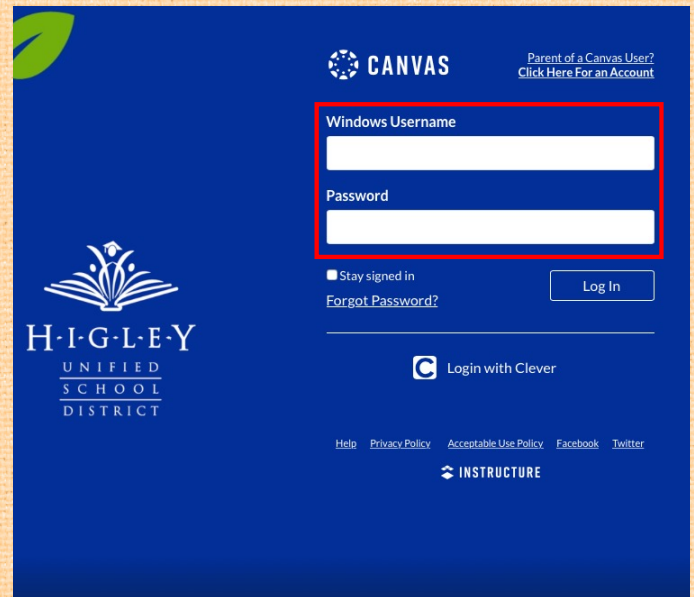 CANVAS
Parent of a Canvas User?
Click Here For an Account
Windows Username
Password
Stay signed in
Forgot Password?
Log In
H·I·G·L·E·Y
UNIFIED
SCHOOL
DISTRICT
C Login with Clever
Help Privacy Policy Acceptable Use Policy Facebook Twitter
INSTRUCTURE